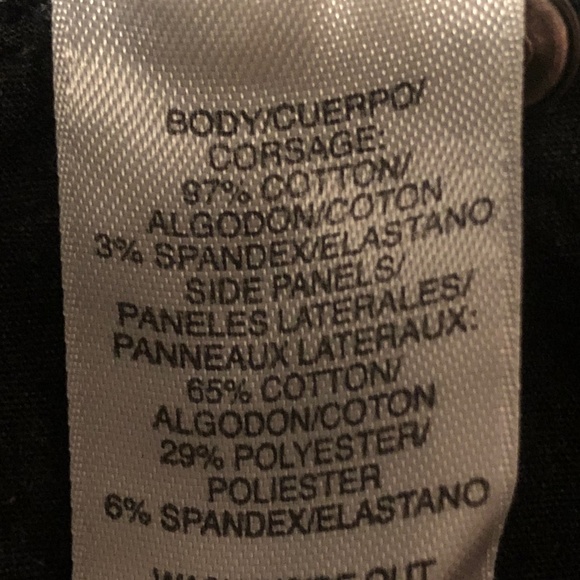 BODY/CUERPO/
CORSAGE:
97% COTTON/
ALGODON/COTON
3% SPANDEX/ELASTANO
SIDE PANELS/
PANELES LATERALES/
PANNEAUX LATERAUX:
65% COTTON/
ALGODON/COTON
29% POLYESTER/
POLIESTER
6% SPANDEX/ELASTANO
OUT